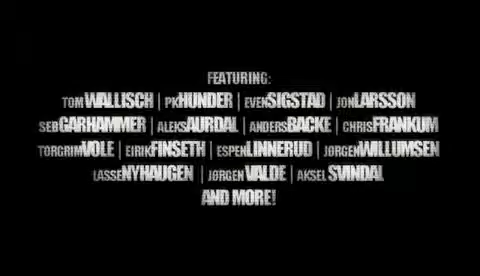 FEATURING:
TOM WALLISCH | PK HUNDER | EVEN SIGSTAD | JON LARSSON
SEB GARHAMMER | ALEKS AURDAL | ANDERS BACKE | CHRIS FRANKUM
TORGRIM VOLE | EIRIK FINSETH | ESPEN LINNERUD | JØRGEN WILLUMSEN
LASSE NYHAUGEN | JØRGEN VALDE | AKSEL SVINDAL
AND MORE!